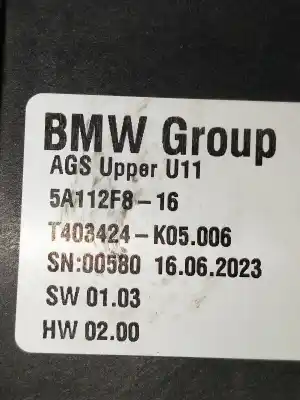 BMW Group
AGS Upper U11
5A112F8-16
T403424-K05.006
SN:00580 16.06.2023
SW 01.03
HW 02.00